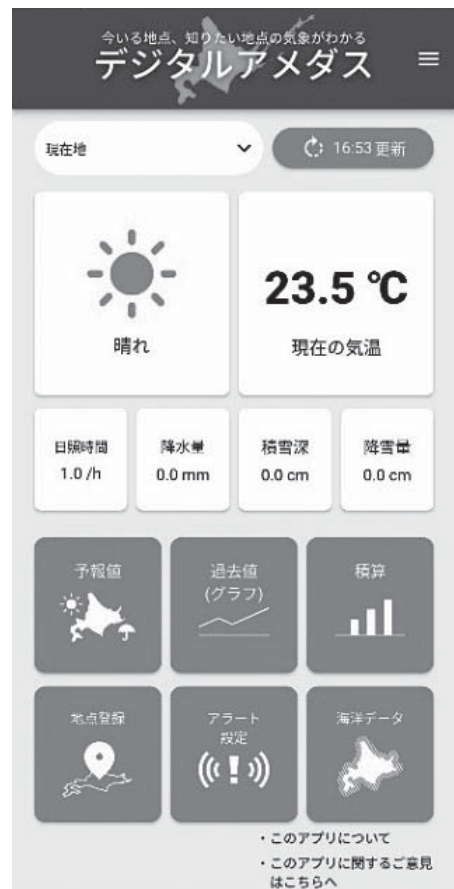 今いる地点、知りたい地点の気象がわかる
デジタルアメダス
現在地
16:53 更新
晴れ
23.5 ℃
現在の気温
日照時間
1.0 /h
降水量
0.0 mm
積雪深
0.0 cm
降雪量
0.0 cm
予報値
過去値
(グラフ)
積算
地点登録
アラート
設定
海洋データ
・このアプリについて
・このアプリに関するご意見
はこちらへ